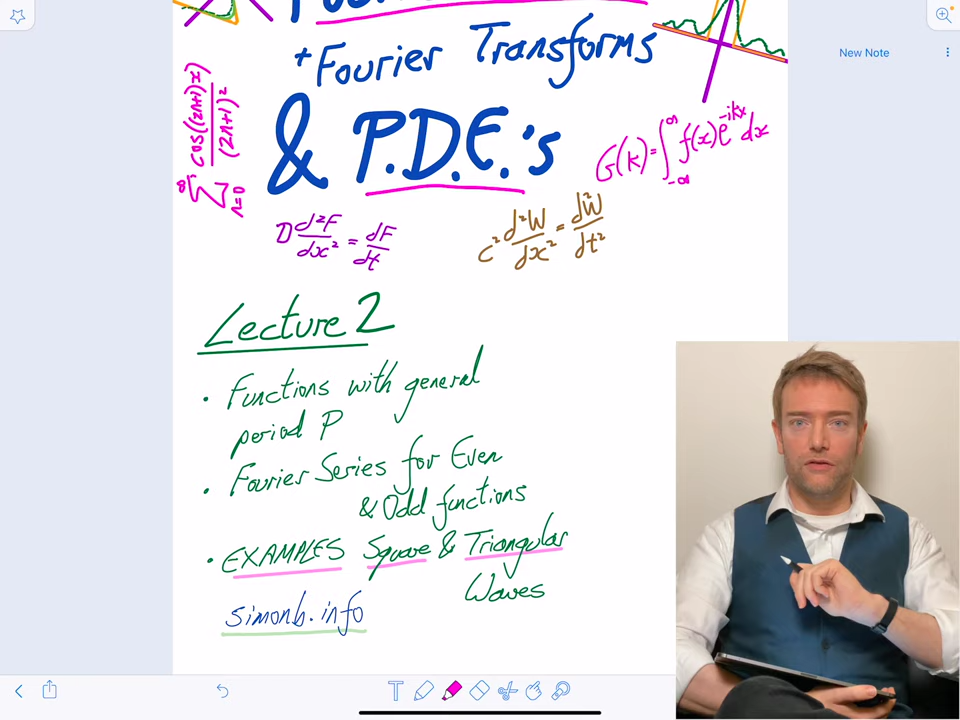 +Fourier Transforms
& P.D.E.'s
∞ Σ n=0 cos((2n+1)x) / (2n+1)²
G(k)=∫ ∞ -∞ f(x)e^-ikx dx
D d²F/dx² = dF/dt
c² d²W/dx² = d²W/dt²
Lecture 2
• Functions with general
period P
• Fourier Series for Even
& Odd functions
• EXAMPLES Square & Triangular
Waves
simonb.info
New Note
T